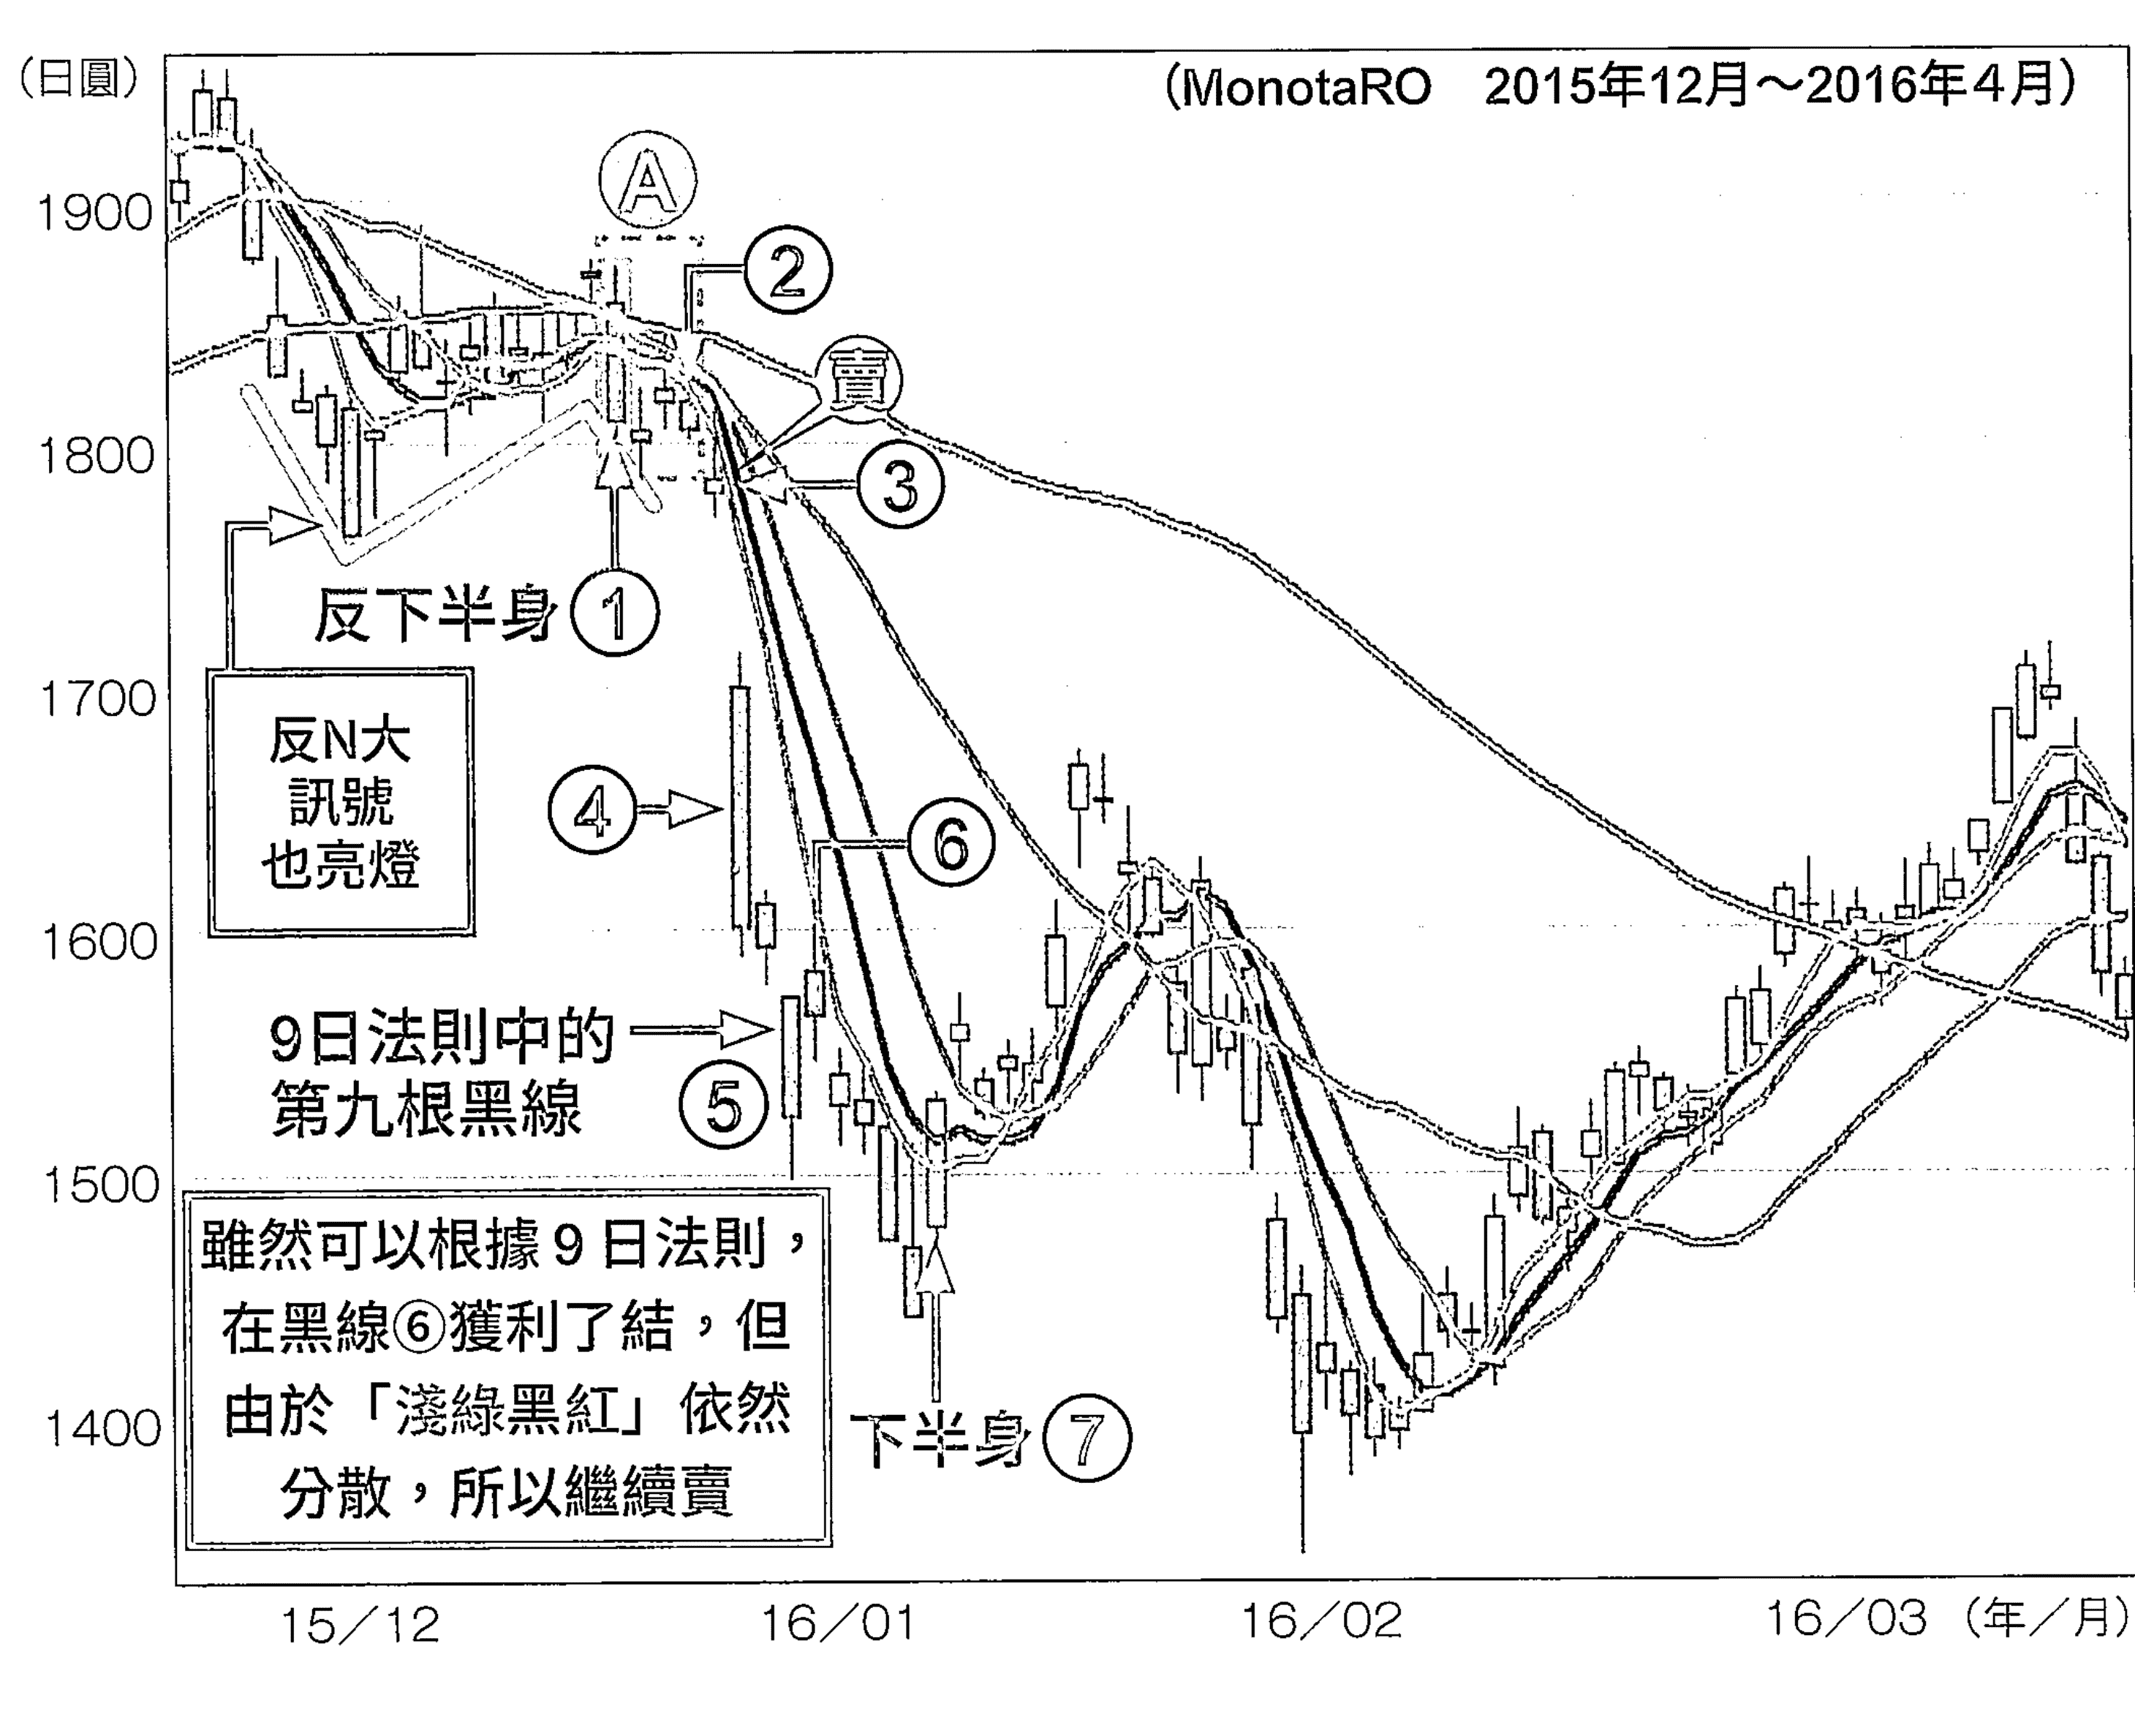 (日圓)
(MonotaRO 2015年12月～2016年4月)
1900
1800
1700
1600
1500
1400
Ⓐ
②
賣
③
反下半身①
反N大
訊號
也亮燈
④
⑥
9日法則中的
第九根黑線
⑤
雖然可以根據9日法則，
在黑線⑥獲利了結，但
由於「淺綠黑紅」依然
分散，所以繼續賣
下半身⑦
15/12
16/01
16/02
16/03
(年/月)